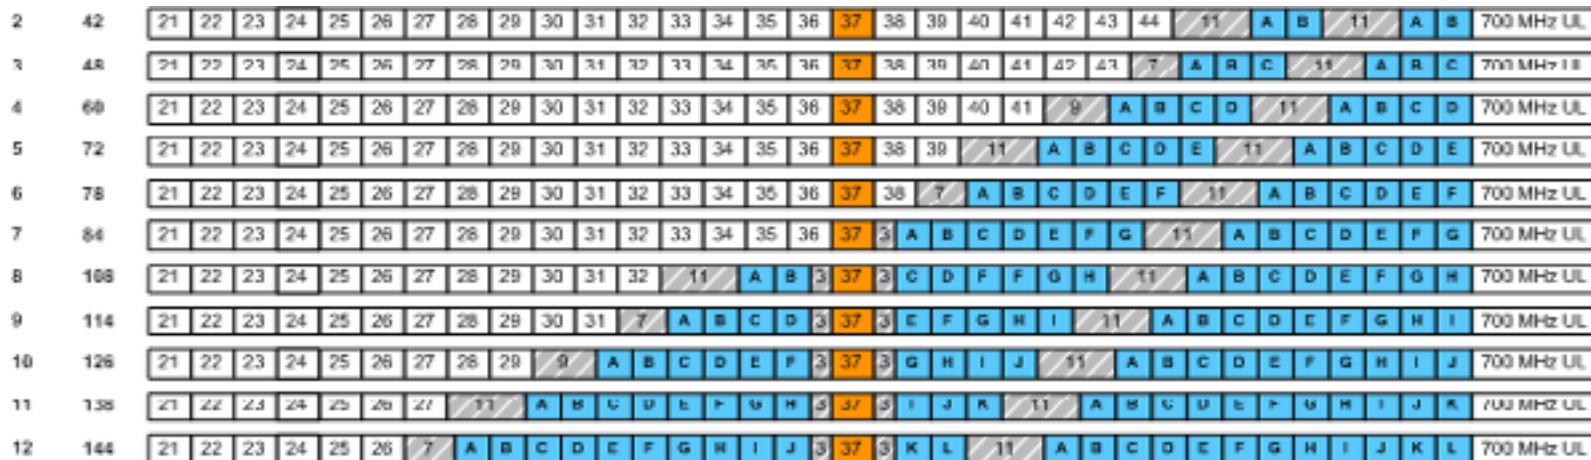 2 42 21 22 23 24 25 26 27 28 29 30 31 32 33 34 35 36 37 38 39 40 41 42 43 44 11 A B 11 A B 700 MHz UL
3 48 21 22 23 24 25 26 27 28 29 30 31 32 33 34 35 36 37 38 39 40 41 42 43 7 A B C 11 A B C 700 MHz UL
4 60 21 22 23 24 25 26 27 28 29 30 31 32 33 34 35 36 37 38 39 40 41 9 A B C D 11 A B C D 700 MHz UL
5 72 21 22 23 24 25 26 27 28 29 30 31 32 33 34 35 36 37 38 39 11 A B C D E 11 A B C D E 700 MHz UL
6 78 21 22 23 24 25 26 27 28 29 30 31 32 33 34 35 36 37 38 7 A B C D E F 11 A B C D E F 700 MHz UL
7 84 21 22 23 24 25 26 27 28 29 30 31 32 33 34 35 36 37 3 A B C D E F G 11 A B C D E F G 700 MHz UL
8 108 21 22 23 24 25 26 27 28 29 30 31 32 11 A B 3 37 3 C D F F G H 11 A B C D E F G H 700 MHz UL
9 114 21 22 23 24 25 26 27 28 29 30 31 7 A B C D 3 37 3 E F G H I 11 A B C D E F G H I 700 MHz UL
10 126 21 22 23 24 25 26 27 28 29 9 A B C D E F 3 37 3 G H I J 11 A B C D E F G H I J 700 MHz UL
11 138 21 22 23 24 25 26 27 11 A B C D E F G H 3 37 3 I J K 11 A B C D E F G H I J K 700 MHz UL
12 144 21 22 23 24 25 26 7 A B C D E F G H I J 3 37 3 K L 11 A B C D E F G H I J K L 700 MHz UL